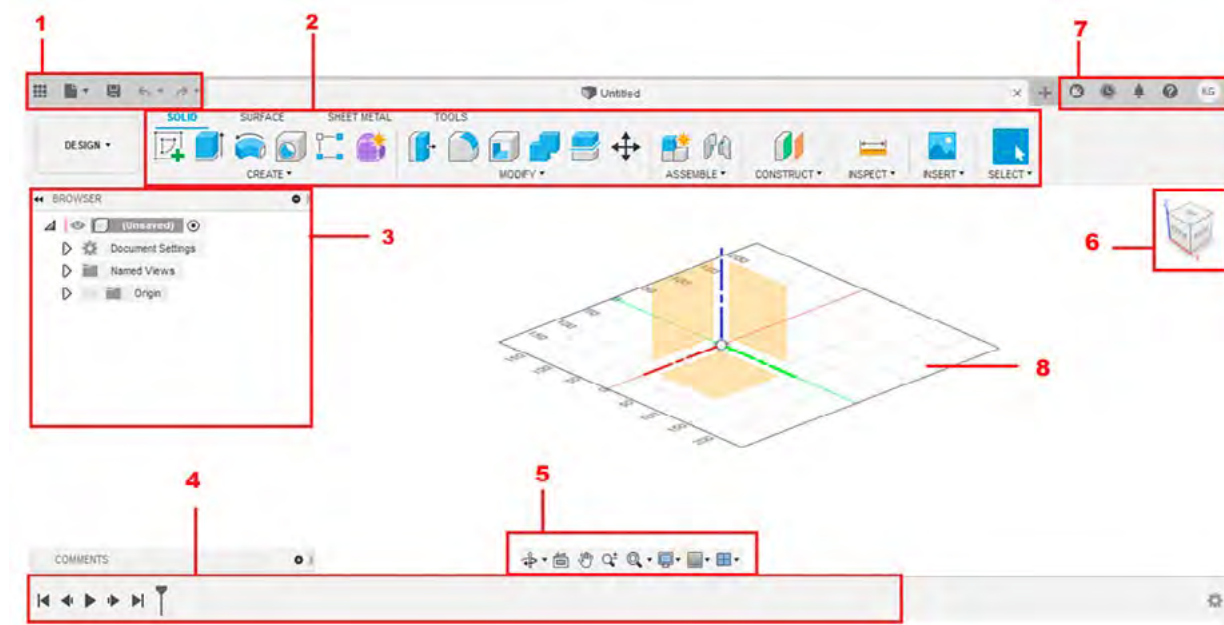 1
2
7
Untitled
KG
DESIGN
SOLID SURFACE SHEET METAL TOOLS
CREATE MODIFY ASSEMBLE CONSTRUCT INSPECT INSERT SELECT
BROWSER
(Unsaved)
Document Settings
Named Views
Origin
3
6
8
4
5
COMMENTS